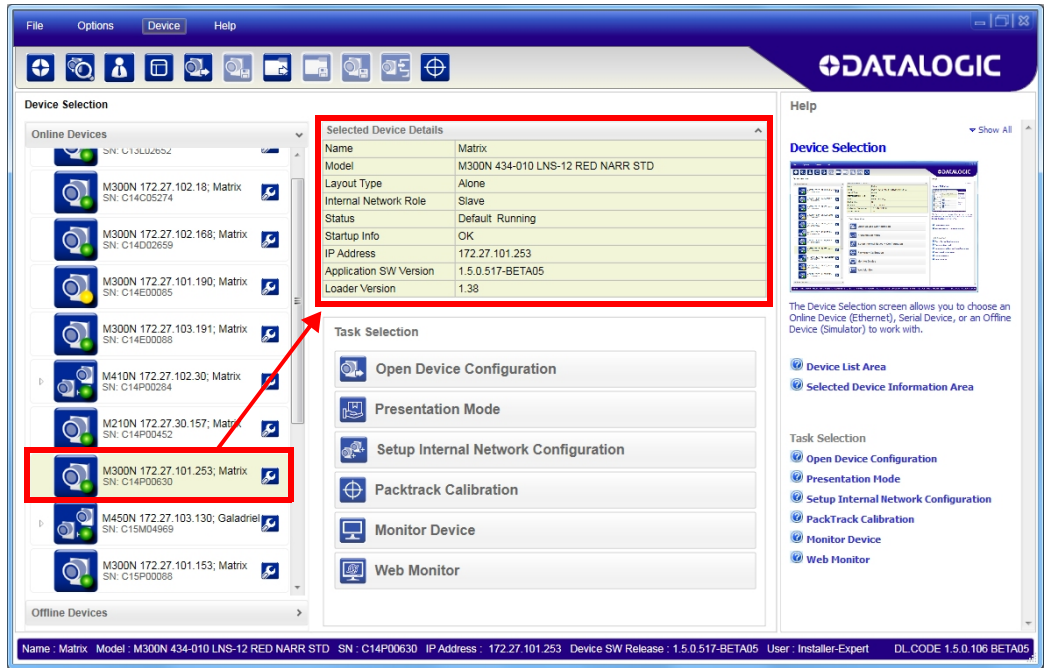 File Options Device Help
DATALOGIC
Device Selection
Online Devices
SN: C13L02652
M300N 172.27.102.18; Matrix
SN: C14C05274
M300N 172.27.102.168; Matrix
SN: C14D02659
M300N 172.27.101.190; Matrix
SN: C14E00085
M300N 172.27.103.191; Matrix
SN: C14E00088
M410N 172.27.102.30; Matrix
SN: C14P00284
M210N 172.27.30.157; Matrix
SN: C14P00452
M300N 172.27.101.253; Matrix
SN: C14P00630
M450N 172.27.103.130; Galadriel
SN: C15M04969
M300N 172.27.101.153; Matrix
SN: C15P00088
Offline Devices
Selected Device Details
Name Matrix
Model M300N 434-010 LNS-12 RED NARR STD
Layout Type Alone
Internal Network Role Slave
Status Default Running
Startup Info OK
IP Address 172.27.101.253
Application SW Version 1.5.0.517-BETA05
Loader Version 1.38
Task Selection
Open Device Configuration
Presentation Mode
Setup Internal Network Configuration
Packtrack Calibration
Monitor Device
Web Monitor
Help
Show All
Device Selection
The Device Selection screen allows you to choose an
Online Device (Ethernet), Serial Device, or an Offline
Device (Simulator) to work with.
Device List Area
Selected Device Information Area
Task Selection
Open Device Configuration
Presentation Mode
Setup Internal Network Configuration
PackTrack Calibration
Monitor Device
Web Monitor
Name : Matrix Model : M300N 434-010 LNS-12 RED NARR STD SN : C14P00630 IP Address : 172.27.101.253 Device SW Release : 1.5.0.517-BETA05 User : Installer-Expert DL.CODE 1.5.0.106 BETA05